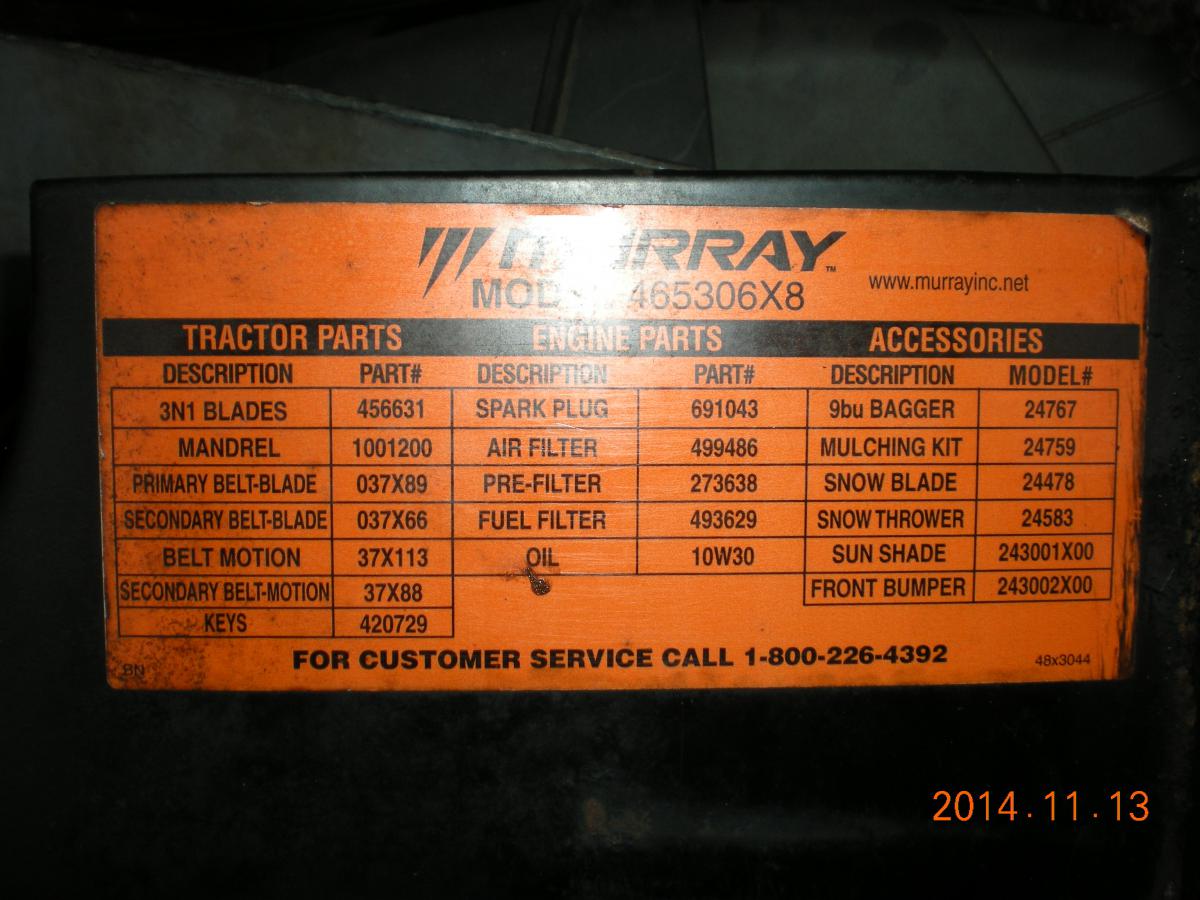 MURRAY™
465306X8
www.murrayinc.net
TRACTOR PARTS ENGINE PARTS ACCESSORIES
DESCRIPTION PART# DESCRIPTION PART# DESCRIPTION MODEL#
3N1 BLADES 456631 SPARK PLUG 691043 9bu BAGGER 24767
MANDREL 1001200 AIR FILTER 499486 MULCHING KIT 24759
PRIMARY BELT-BLADE 037X89 PRE-FILTER 273638 SNOW BLADE 24478
SECONDARY BELT-BLADE 037X66 FUEL FILTER 493629 SNOW THROWER 24583
BELT MOTION 37X113 OIL 10W30 SUN SHADE 243001X00
SECONDARY BELT-MOTION 37X88 FRONT BUMPER 243002X00
KEYS 420729
FOR CUSTOMER SERVICE CALL 1-800-226-4392
BN 48x3044
2014.11.13